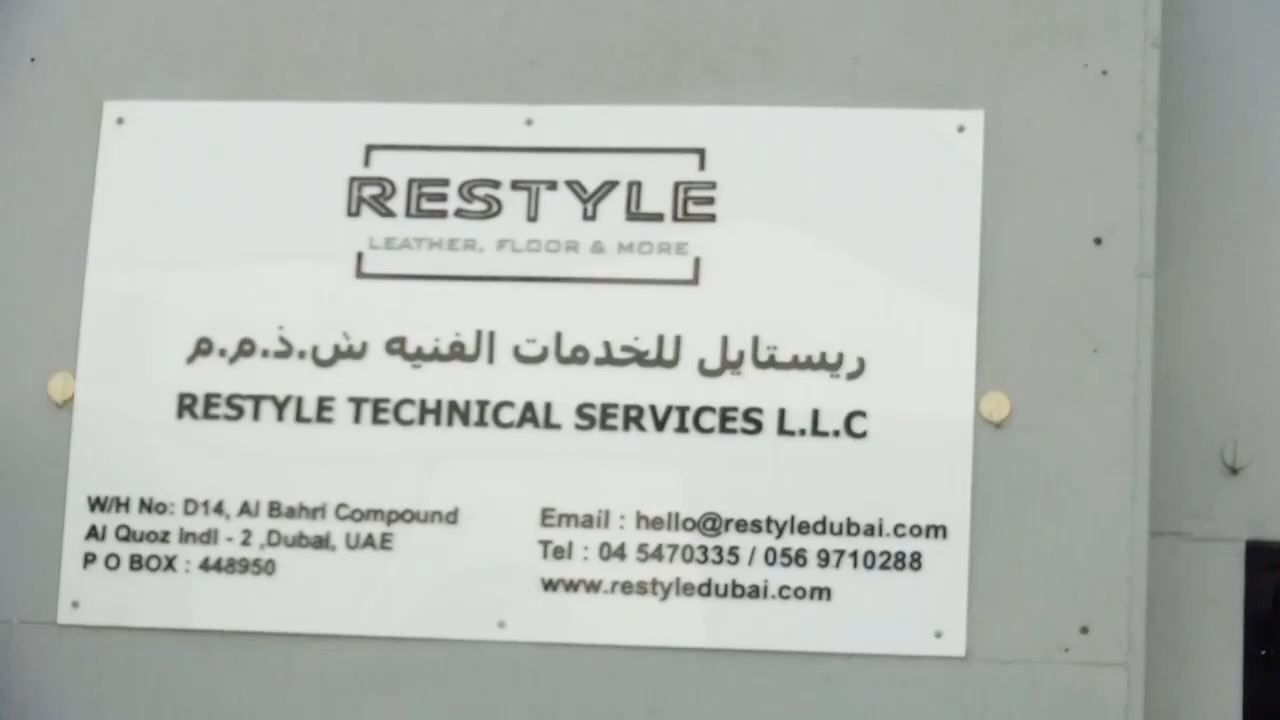 RESTYLE
LEATHER, FLOOR & MORE
ريستايل للخدمات الفنيه ش.ذ.م.م
RESTYLE TECHNICAL SERVICES L.L.C
W/H No: D14, Al Bahri Compound
Al Quoz Indl - 2 ,Dubai, UAE
P O BOX : 448950
Email : hello@restyledubai.com
Tel : 04 5470335 / 056 9710288
www.restyledubai.com